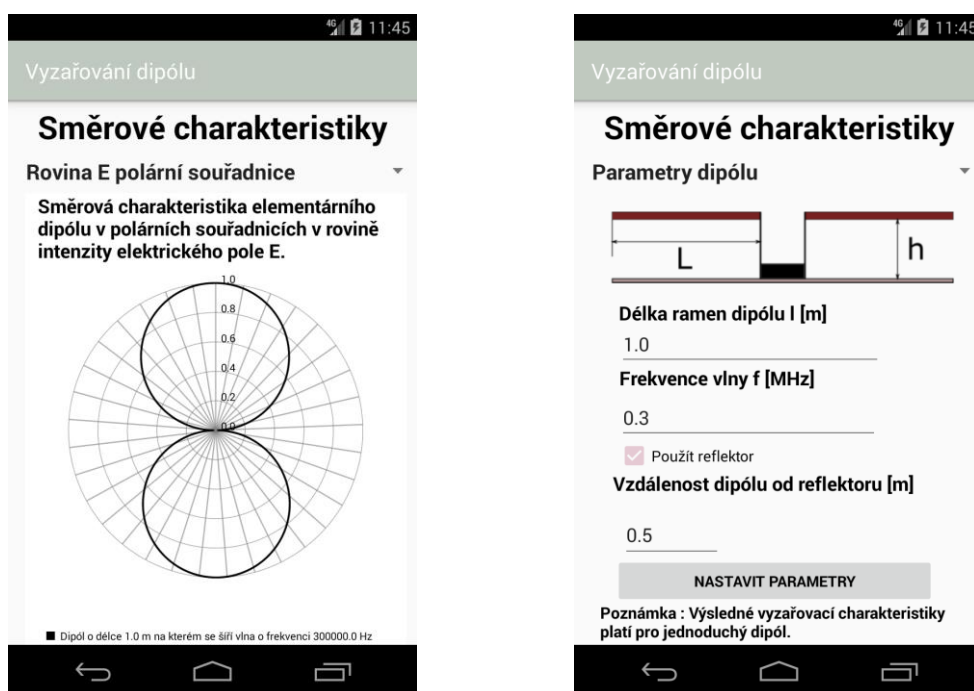 4G 11:45
Vyzařování dipólu
Směrové charakteristiky
Rovina E polární souřadnice
Směrová charakteristika elementárního
dipólu v polárních souřadnicích v rovině
intenzity elektrického pole E.
1.0
0.8
0.6
0.4
0.2
0.0
Dipól o délce 1.0 m na kterém se šíří vlna o frekvenci 300000.0 Hz
4G 11:45
Vyzařování dipólu
Směrové charakteristiky
Parametry dipólu
L
h
Délka ramen dipólu l [m]
1.0
Frekvence vlny f [MHz]
0.3
Použít reflektor
Vzdálenost dipólu od reflektoru [m]
0.5
NASTAVIT PARAMETRY
Poznámka : Výsledné vyzařovací charakteristiky
platí pro jednoduchý dipól.